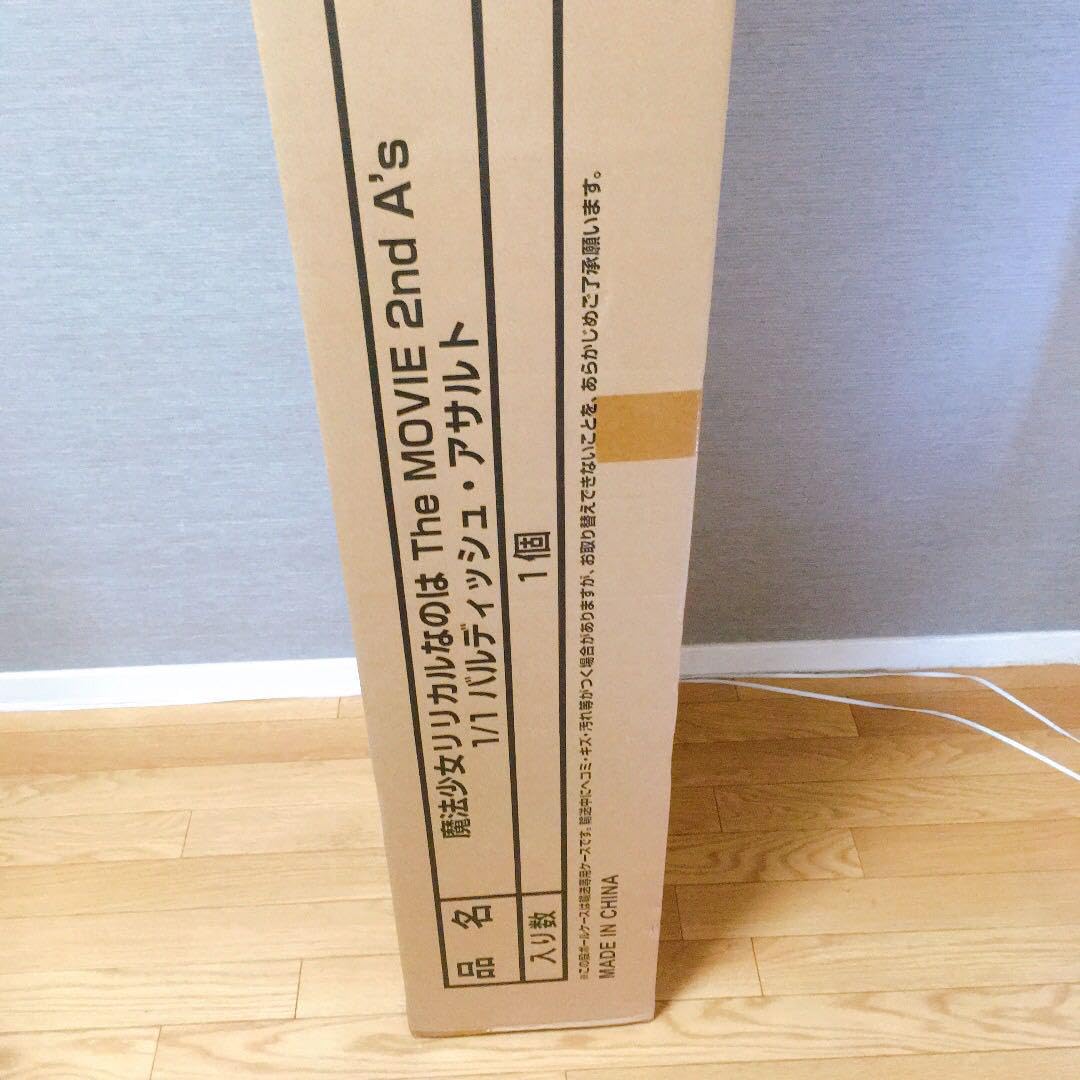 品 名
魔法少女リリカルなのは The MOVIE 2nd A's
1/1 バルディッシュ・アサルト
入り数
1個
※この段ボールケースは輸送専用ケースです。輸送中にヘコミ・キズ・汚れ等がつく場合がありますが、お取り替えできないことを、あらかじめご了承願います。
MADE IN CHINA